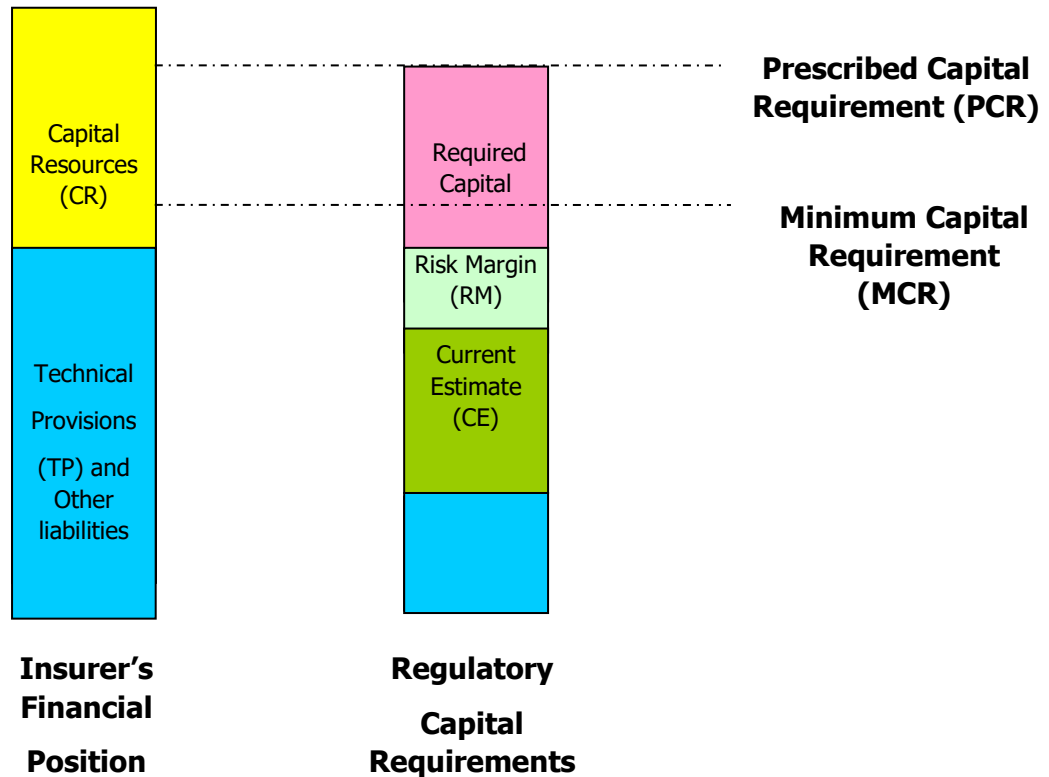 Capital
Resources
(CR)
Technical
Provisions
(TP) and
Other
liabilities
Insurer’s
Financial
Position
Required
Capital
Risk Margin
(RM)
Current
Estimate
(CE)
Regulatory
Capital
Requirements
Prescribed Capital
Requirement (PCR)
Minimum Capital
Requirement
(MCR)